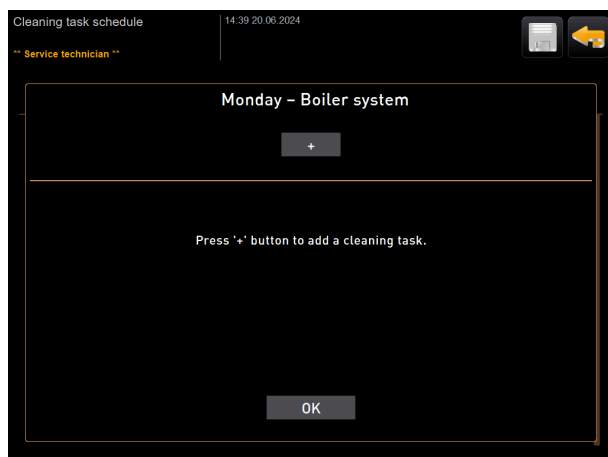 Cleaning task schedule
14:39 20.06.2024
** Service technician **
Monday – Boiler system
+
Press '+' button to add a cleaning task.
OK